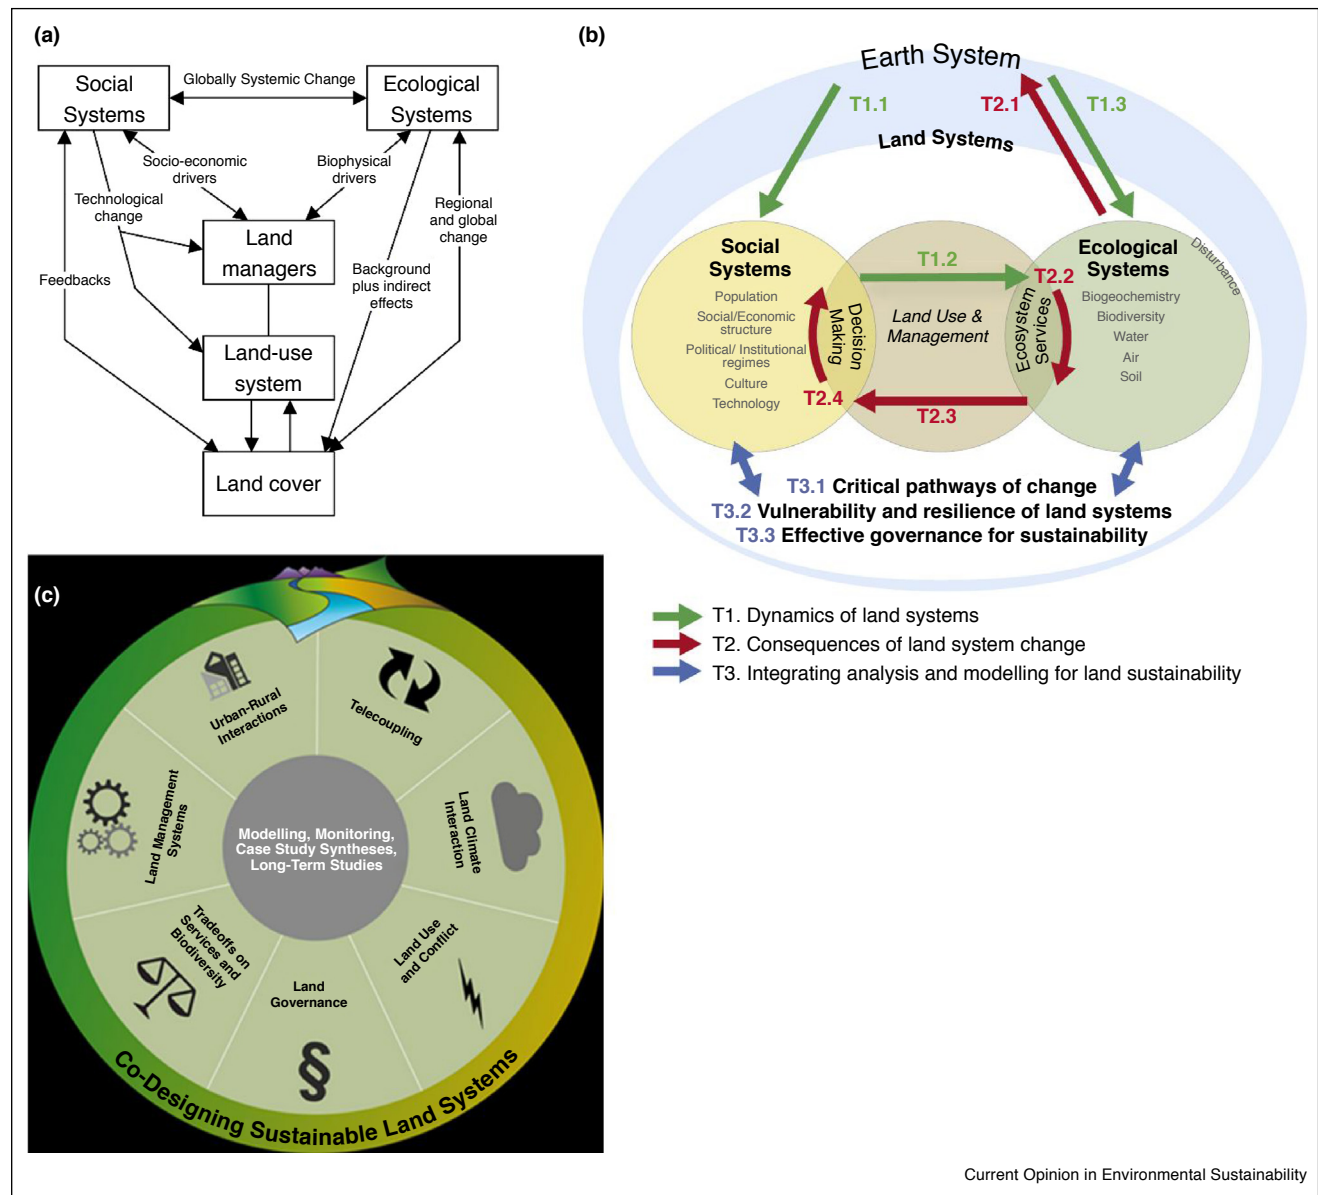 (a)
Social
Systems
Globally Systemic Change
Ecological
Systems
Socio-economic
drivers
Biophysical
drivers
Technological
change
Regional
and global
change
Land
managers
Feedbacks
Background
plus indirect
effects
Land-use
system
Land cover
(b)
Earth System
T1.1
T2.1
T1.3
Land Systems
Social
Systems
Population
Social/Economic
structure
Political/ Institutional
regimes
Culture
Technology
Decision
Making
T1.2
Land Use &
Management
T2.3
T2.4
Ecosystem
Services
T2.2
Ecological
Systems
Disturbance
Biogeochemistry
Biodiversity
Water
Air
Soil
T3.1 Critical pathways of change
T3.2 Vulnerability and resilience of land systems
T3.3 Effective governance for sustainability
T1. Dynamics of land systems
T2. Consequences of land system change
T3. Integrating analysis and modelling for land sustainability
(c)
Urban-Rural
Interactions
Telecoupling
Land Management
Systems
Land Climate
Interaction
Modelling, Monitoring,
Case Study Syntheses,
Long-Term Studies
Tradeoffs on
Services and
Biodiversity
Land Use
and Conflict
Land
Governance
§
Co-Designing Sustainable Land Systems
Current Opinion in Environmental Sustainability